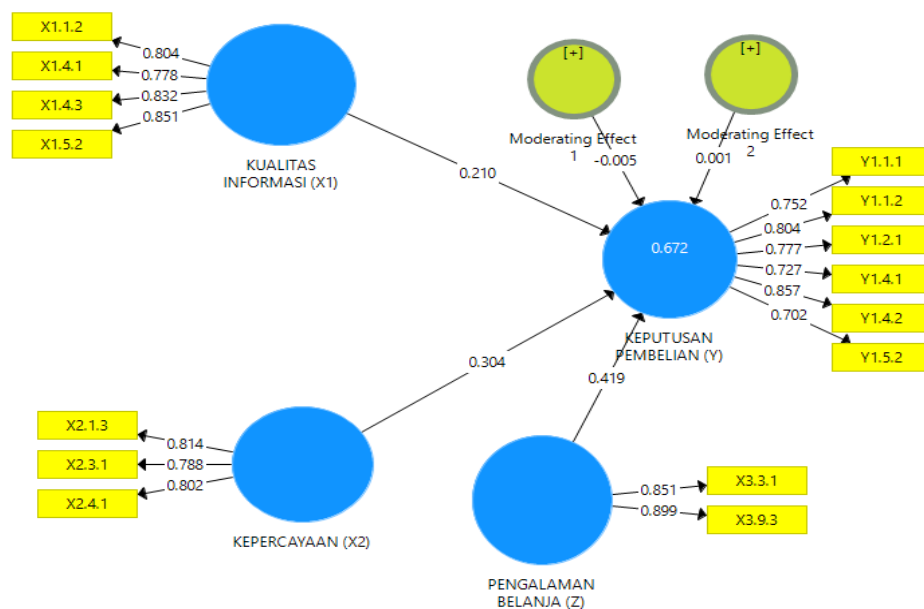 X1.1.2
X1.4.1
X1.4.3
X1.5.2
0.804
0.778
0.832
0.851
KUALITAS
INFORMASI (X1)
[+]
Moderating Effect
1
-0.005
[+]
Moderating Effect
2
0.001
0.210
0.672
KEPUTUSAN
PEMBELIAN (Y)
0.752
0.804
0.777
0.727
0.857
0.702
Y1.1.1
Y1.1.2
Y1.2.1
Y1.4.1
Y1.4.2
Y1.5.2
0.304
0.419
X2.1.3
X2.3.1
X2.4.1
0.814
0.788
0.802
KEPERCAYAAN (X2)
0.851
0.899
X3.3.1
X3.9.3
PENGALAMAN
BELANJA (Z)